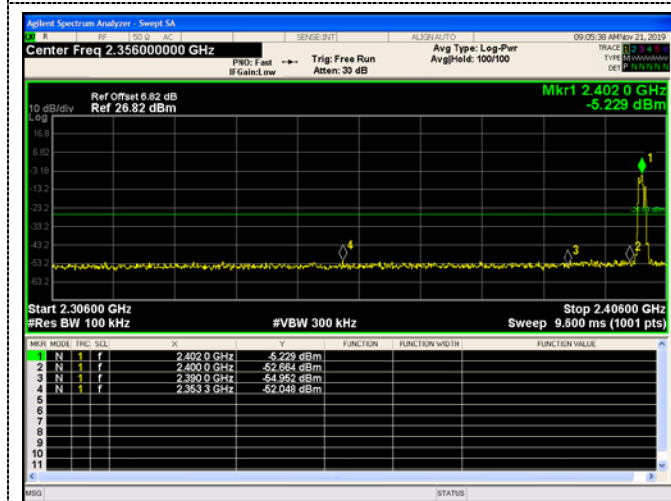 Agilent Spectrum Analyzer - Swept SA
R RF 50 Ω AC SENSE:INT ALIGN AUTO 09:05:38 AM Nov 21, 2019
Center Freq 2.356000000 GHz
PNO: Fast
IFGain:Low
Trig: Free Run
Atten: 30 dB
Avg Type: Log-Pwr
Avg|Hold: 100/100
TRACE 1 2 3 4 5 6
TYPE M
DET P N N N N N
Ref Offset 6.82 dB
10 dB/div Ref 26.82 dBm
Log
Mkr1 2.402 0 GHz
-5.229 dBm
16.8
6.82
-3.18
-13.2
-23.2
-33.2
-43.2
-53.2
-63.2
1
2
3
4
Start 2.30600 GHz Stop 2.40600 GHz
#Res BW 100 kHz #VBW 300 kHz Sweep 9.600 ms (1001 pts)
MKR MODE TRC SCL X Y FUNCTION FUNCTION WIDTH FUNCTION VALUE
1 N 1 f 2.402 0 GHz -5.229 dBm
2 N 1 f 2.400 0 GHz -52.664 dBm
3 N 1 f 2.390 0 GHz -54.952 dBm
4 N 1 f 2.353 3 GHz -52.048 dBm
5
6
7
8
9
10
11
MSG STATUS